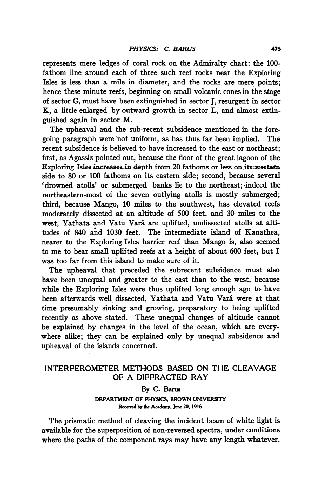 PHYSICS: C. BARUS 475
represents mere ledges of coral rock on the Admiralty chart: the 100-
fathom line around each of three such reef rocks near the Exploring
Isles is less than a mile in diameter, and the rocks are mere points;
hence these minute reefs, beginning on small volcanic cones in the stage
of sector G, must have been extinguished in sector J, resurgent in sector
K, a little enlarged by outward growth in sector L, and almost extin-
guished again in sector M.
The upheaval and the sub-recent subsidence mentioned in the fore-
going paragraph were not uniform, as has thus far been implied. The
recent subsidence is believed to have increased to the east or northeast;
first, as Agassiz pointed out, because the floor of the great lagoon of the
Exploring Isles increases in depth from 20 fathoms or less on its western
side to 80 or 100 fathoms on its eastern side; second, because several
'drowned atolls' or submerged banks lie to the northeast; indeed the
northeastern-most of the seven outlying atolls is mostly submerged;
third, because Mango, 10 miles to the southwest, has elevated reefs
moderately dissected at an altitude of 500 feet, and 30 miles to the
west, Yathata and Vatu Vará are uplifted, undissected atolls at alti-
tudes of 840 and 1030 feet. The intermediate island of Kanathea,
nearer to the Exploring Isles barrier reef than Mango is, also seemed
to me to bear small uplifted reefs at a height of about 600 feet, but I
was too far from this island to make sure of it.
The upheaval that preceded the subrecent subsidence must also
have been unequal and greater to the east than to the west, because
while the Exploring Isles were thus uplifted long enough ago to have
been afterwards well dissected, Yathata and Vatu Vará were at that
time presumably sinking and growing, preparatory to being uplifted
recently as above stated. These unequal changes of altitude cannot
be explained by changes in the level of the ocean, which are every-
where alike; they can be explained only by unequal subsidence and
upheaval of the islands concerned.
INTERFEROMETER METHODS BASED ON THE CLEAVAGE
OF A DIFFRACTED RAY
By C. Barus
DEPARTMENT OF PHYSICS, BROWN UNIVERSITY
Received by the Academy, June 20, 1916
The prismatic method of cleaving the incident beam of white light is
available for the superposition of non-reversed spectra, under conditions
where the paths of the component rays may have any length whatever.